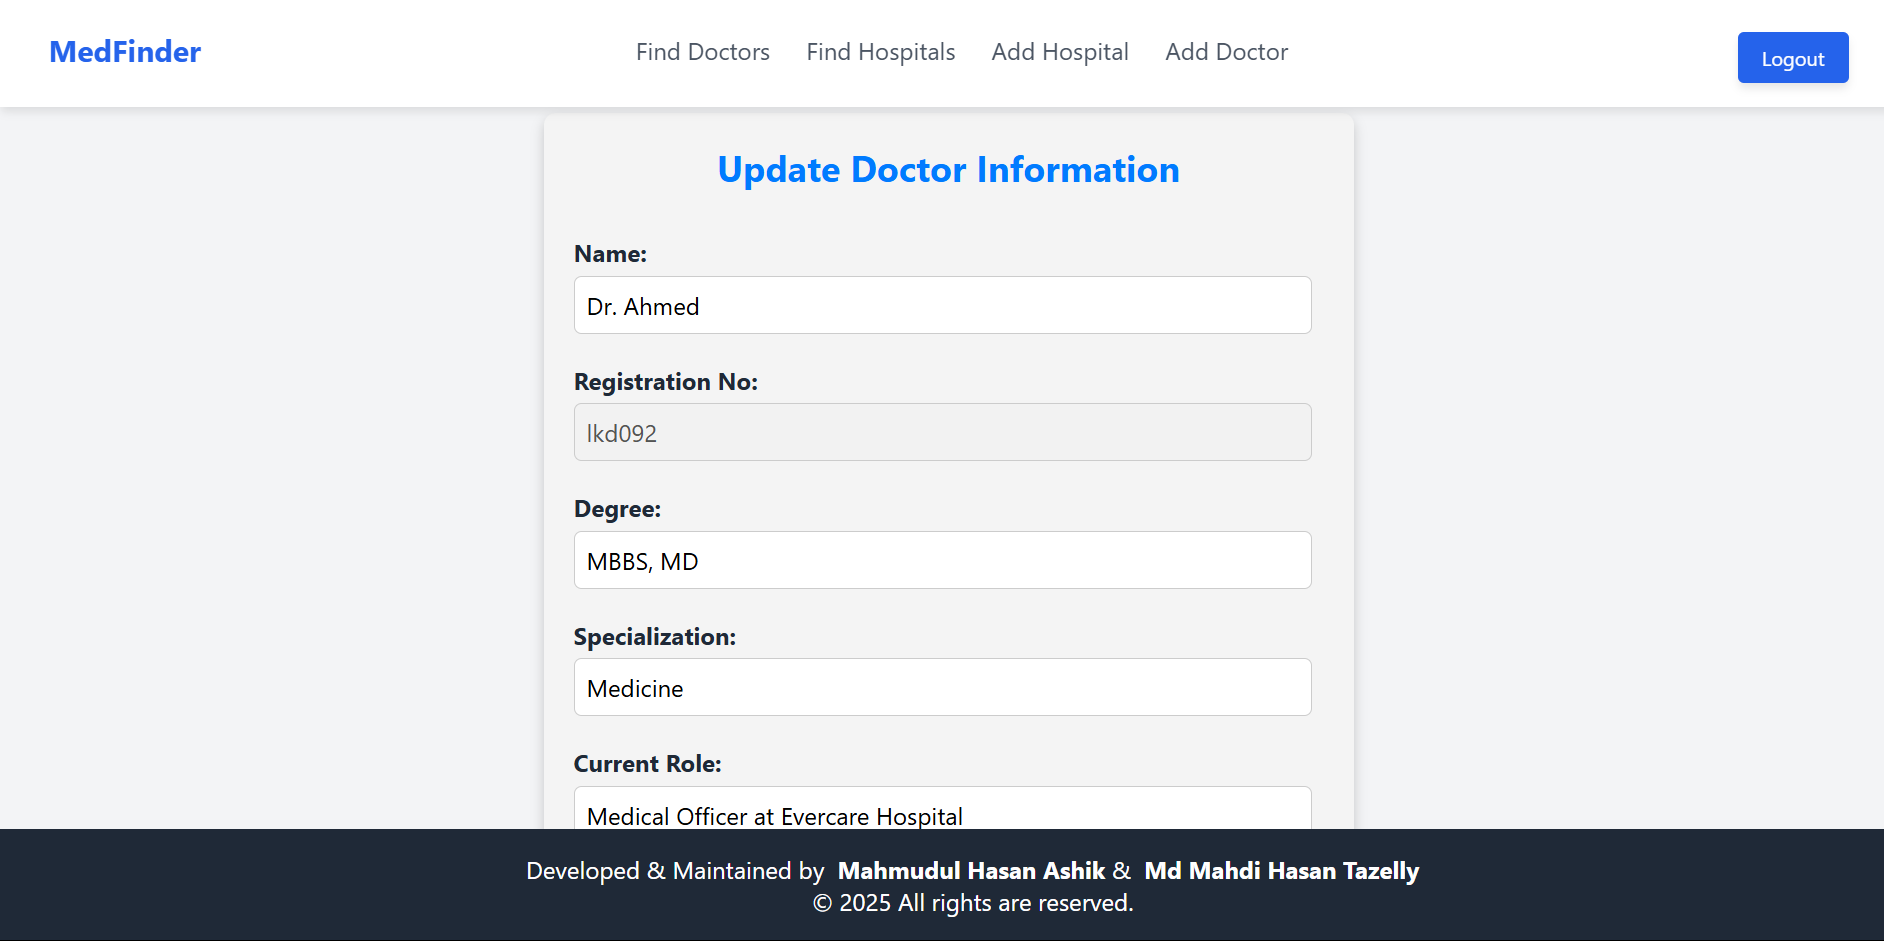 MedFinder
Find Doctors
Find Hospitals
Add Hospital
Add Doctor
Logout
Update Doctor Information
Name:
Dr. Ahmed
Registration No:
lkd092
Degree:
MBBS, MD
Specialization:
Medicine
Current Role:
Medical Officer at Evercare Hospital
Developed & Maintained by Mahmudul Hasan Ashik & Md Mahdi Hasan Tazelly
© 2025 All rights are reserved.